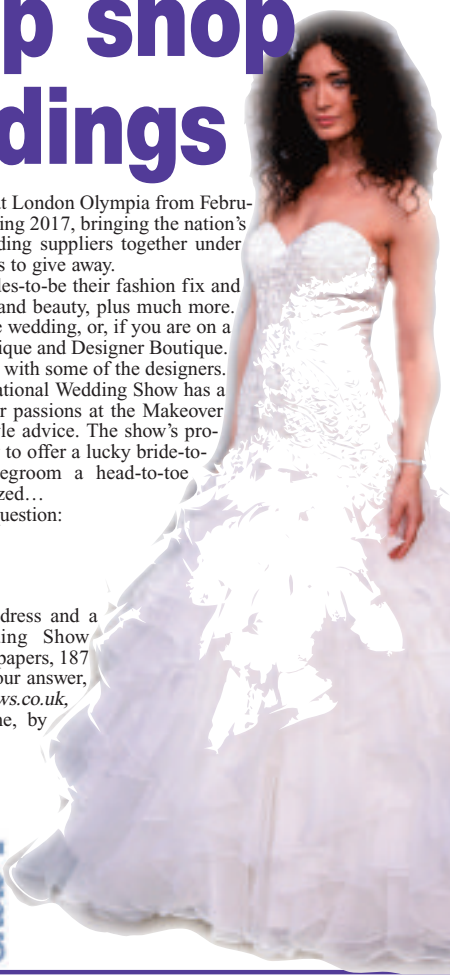 p shop
dings
t London Olympia from Febru-
ing 2017, bringing the nation's
ding suppliers together under
s to give away.
les-to-be their fashion fix and
and beauty, plus much more.
e wedding, or, if you are on a
ique and Designer Boutique.
with some of the designers.
ational Wedding Show has a
r passions at the Makeover
le advice. The show's pro-
to offer a lucky bride-to-
egroom a head-to-toe
zed…
uestion:
dress and a
ing Show
papers, 187
our answer,
ws.co.uk,
ne, by